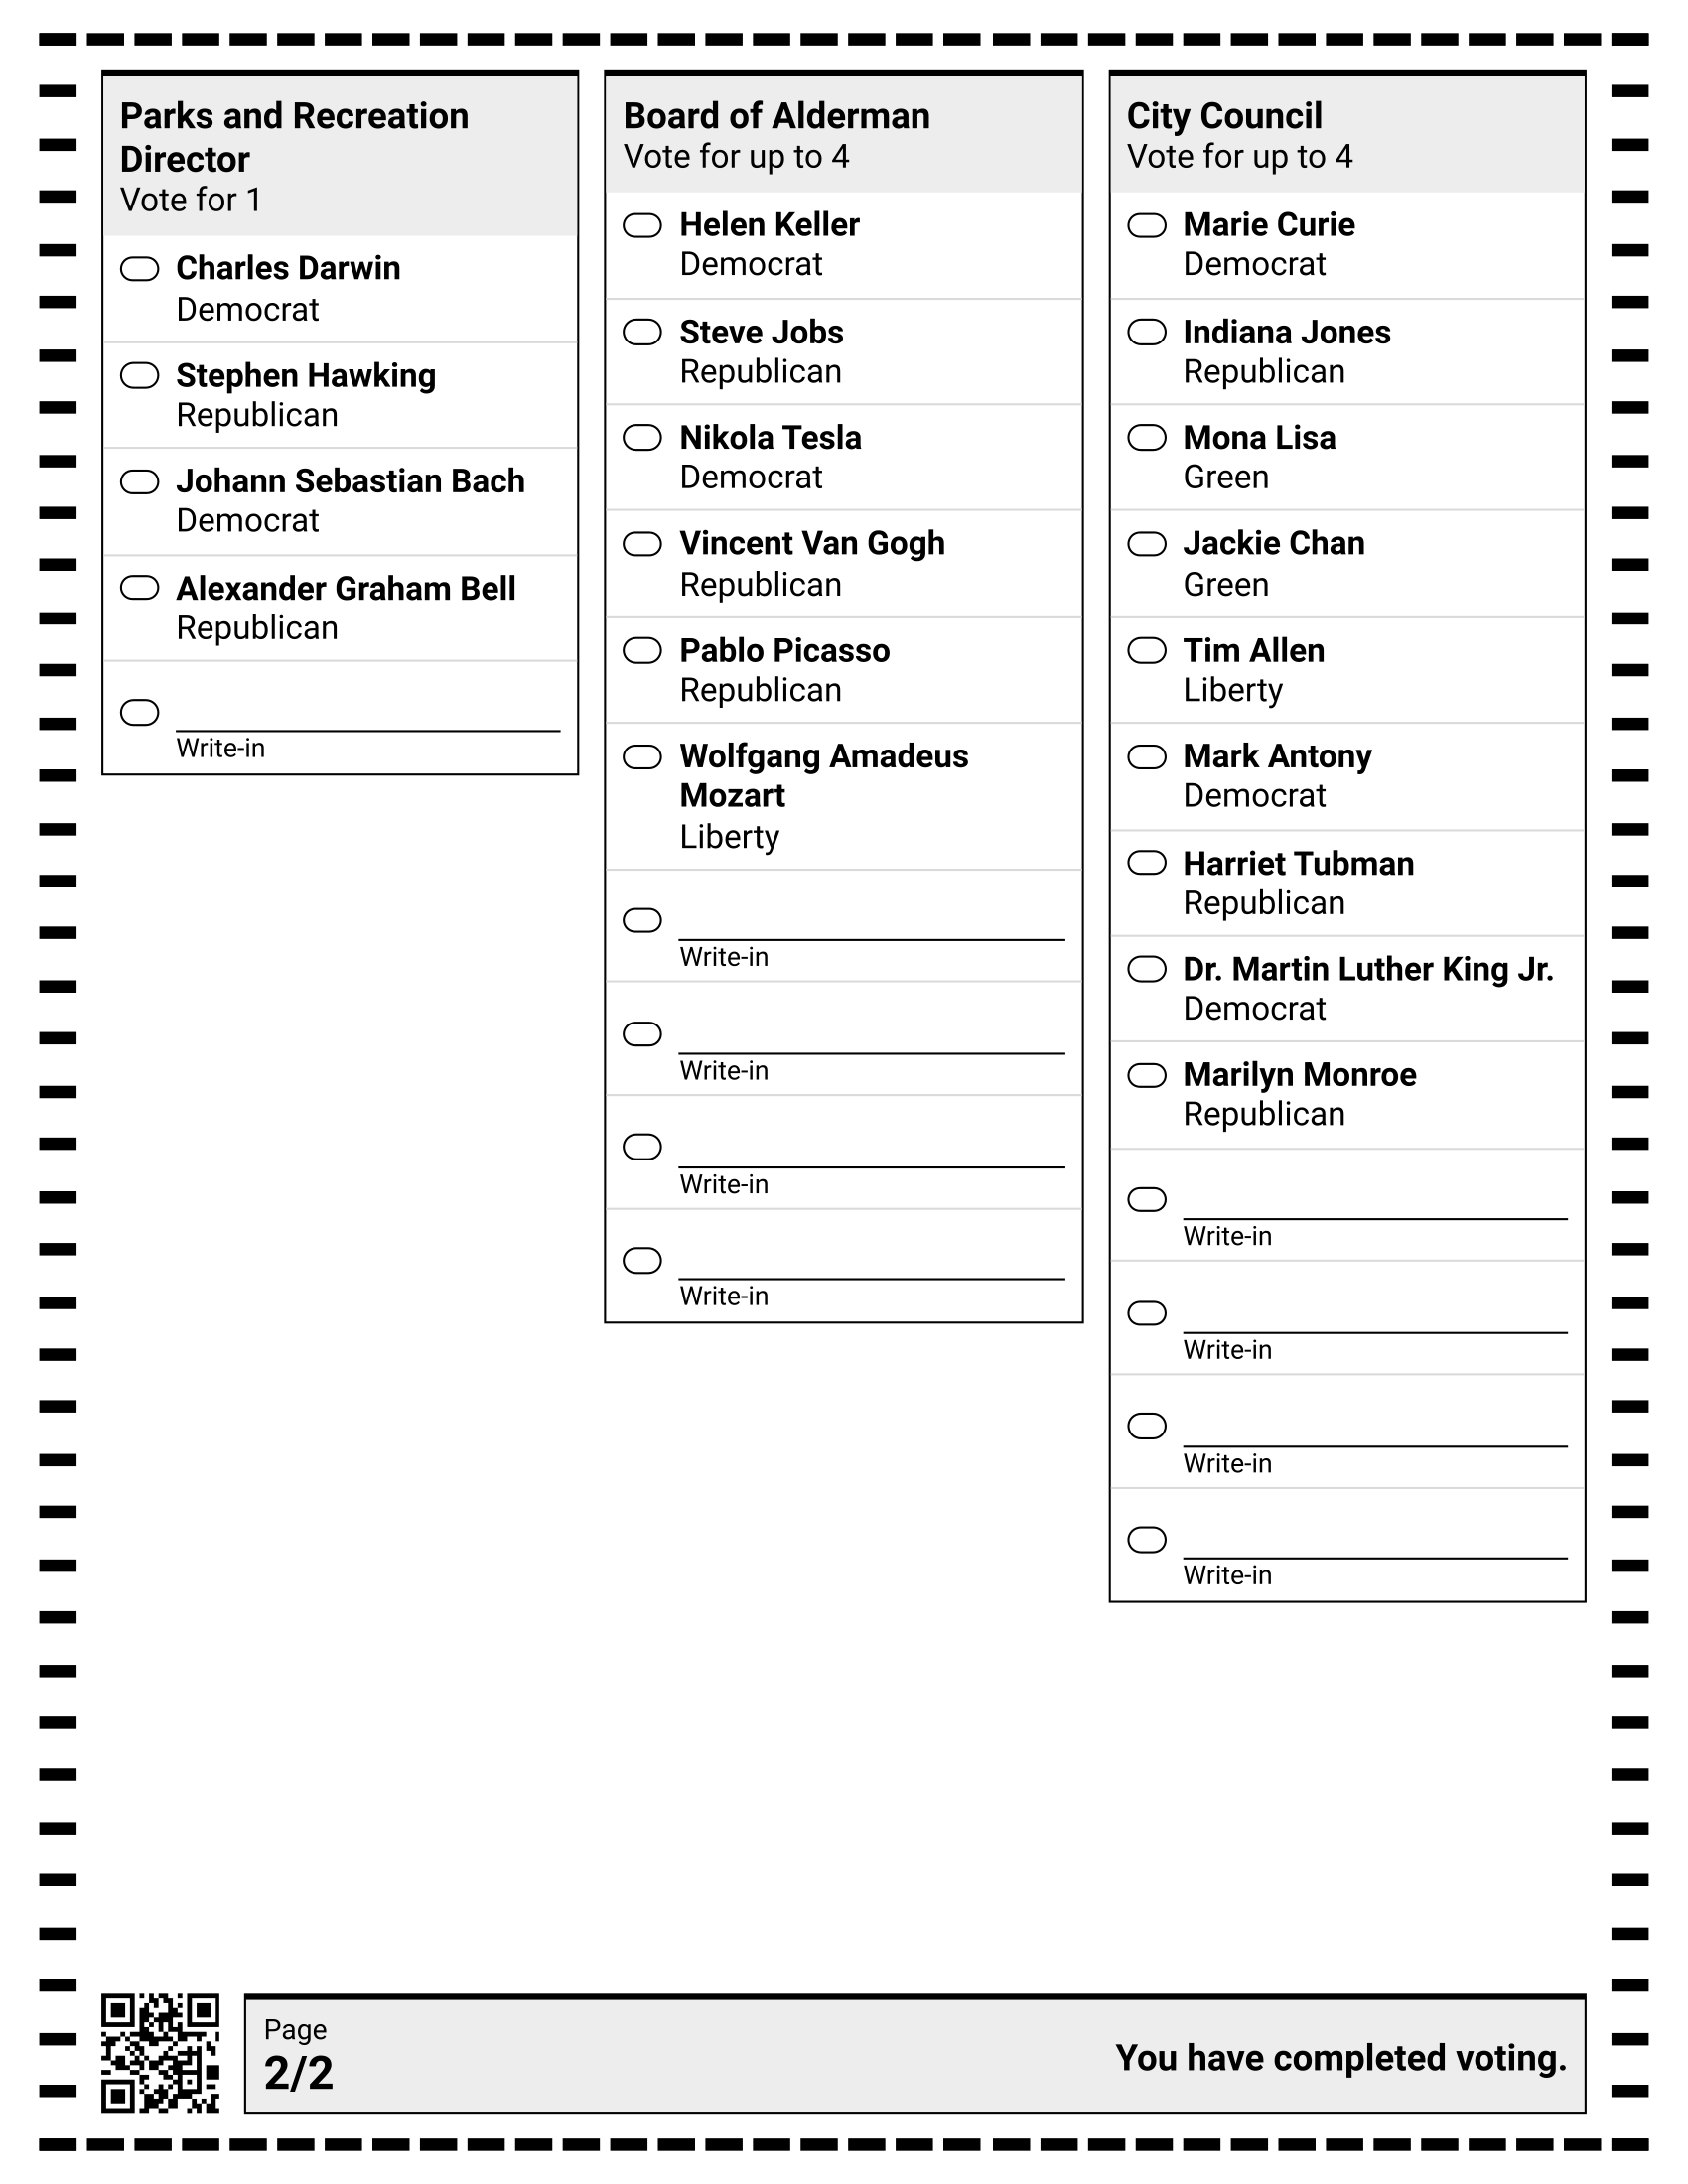 Parks and Recreation
Director
Vote for 1
Charles Darwin
Democrat
Stephen Hawking
Republican
Johann Sebastian Bach
Democrat
Alexander Graham Bell
Republican
Write-in
Board of Alderman
Vote for up to 4
Helen Keller
Democrat
Steve Jobs
Republican
Nikola Tesla
Democrat
Vincent Van Gogh
Republican
Pablo Picasso
Republican
Wolfgang Amadeus
Mozart
Liberty
Write-in
Write-in
Write-in
Write-in
City Council
Vote for up to 4
Marie Curie
Democrat
Indiana Jones
Republican
Mona Lisa
Green
Jackie Chan
Green
Tim Allen
Liberty
Mark Antony
Democrat
Harriet Tubman
Republican
Dr. Martin Luther King Jr.
Democrat
Marilyn Monroe
Republican
Write-in
Write-in
Write-in
Write-in
Page
2/2
You have completed voting.